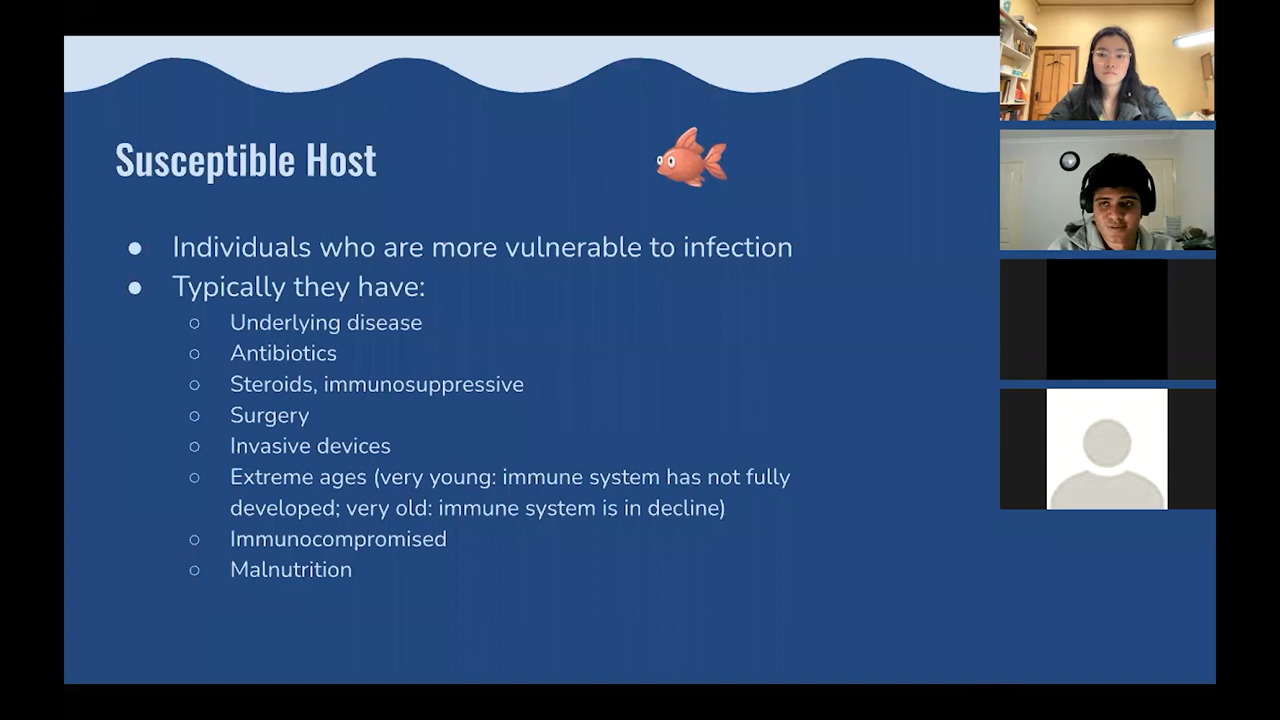 Susceptible Host
● Individuals who are more vulnerable to infection
● Typically they have:
○ Underlying disease
○ Antibiotics
○ Steroids, immunosuppressive
○ Surgery
○ Invasive devices
○ Extreme ages (very young: immune system has not fully
developed; very old: immune system is in decline)
○ Immunocompromised
○ Malnutrition